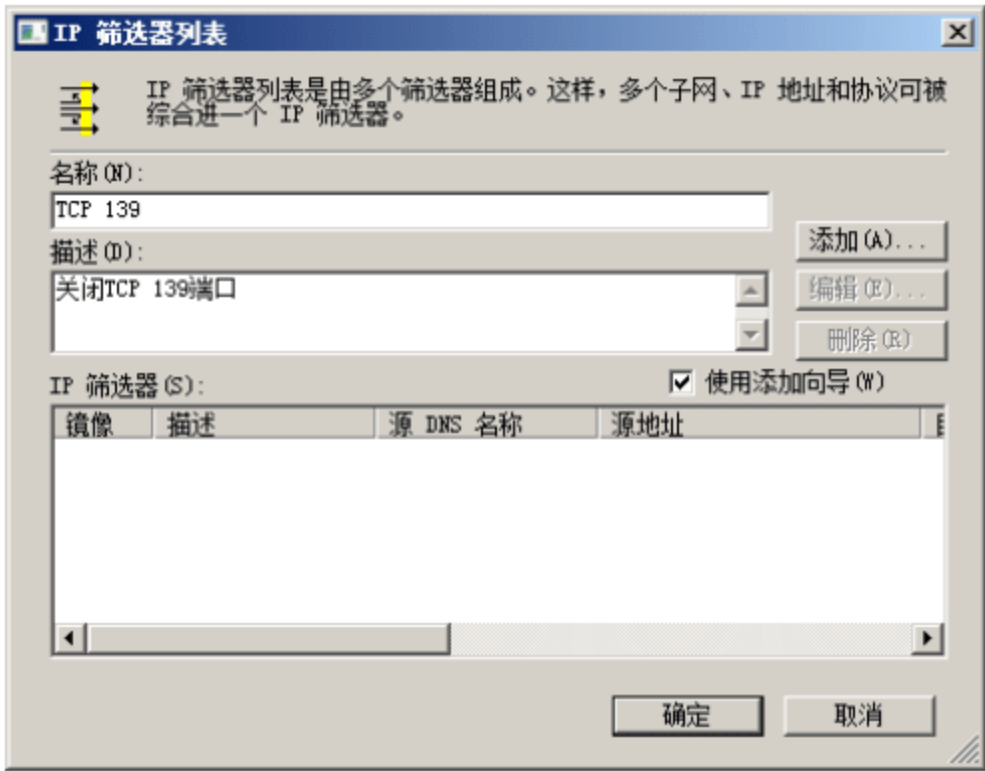 IP 筛选器列表
IP 筛选器列表是由多个筛选器组成。这样，多个子网、IP 地址和协议可被
综合进一个 IP 筛选器。
名称(N):
TCP 139
添加(A)...
描述(D):
关闭TCP 139端口
编辑(E)...
删除(R)
IP 筛选器(S):
使用添加向导(W)
镜像 描述 源 DNS 名称 源地址
确定 取消